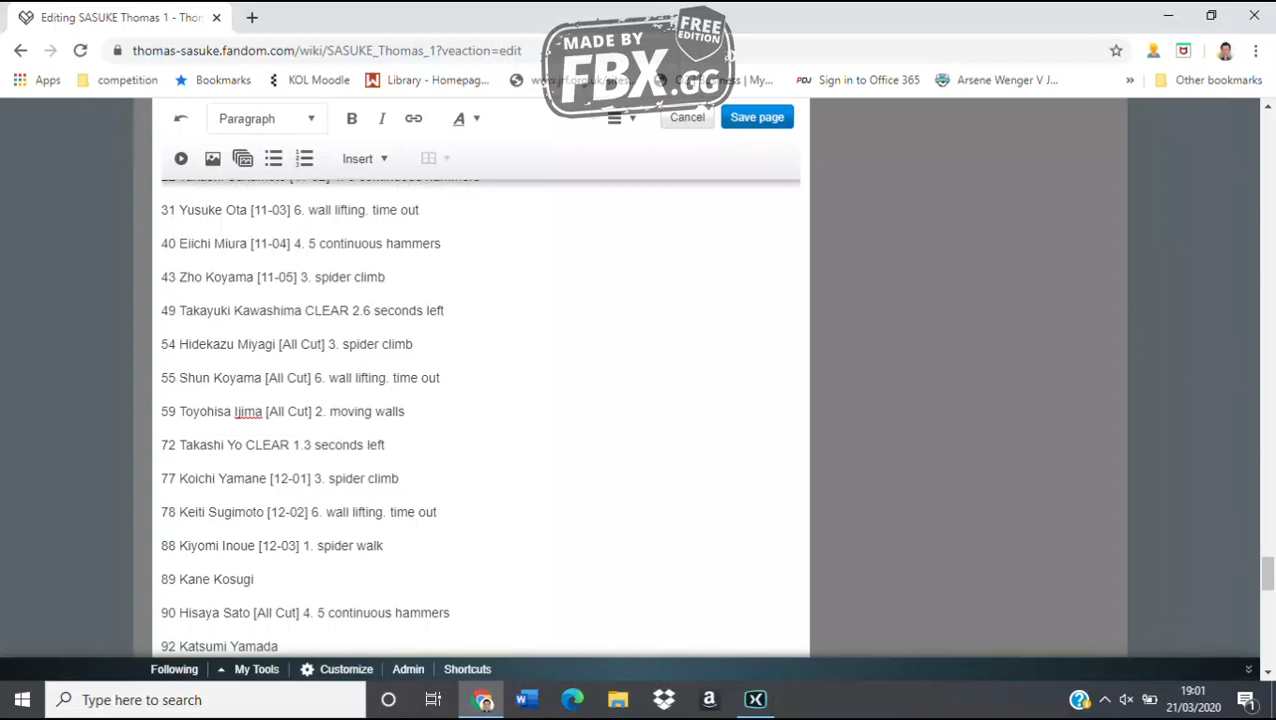 Editing SASUKE Thomas 1 - Thom
thomas-sasuke.fandom.com/wiki/SASUKE_Thomas_1?veaction=edit
Apps competition Bookmarks KOL Moodle Library - Homepag... My... Sign in to Office 365 Arsene Wenger V J... » Other bookmarks
MADE BY
FBX.GG
FREE
EDITION
Paragraph B I A Cancel Save page
Insert
31 Yusuke Ota [11-03] 6. wall lifting. time out
40 Eiichi Miura [11-04] 4. 5 continuous hammers
43 Zho Koyama [11-05] 3. spider climb
49 Takayuki Kawashima CLEAR 2.6 seconds left
54 Hidekazu Miyagi [All Cut] 3. spider climb
55 Shun Koyama [All Cut] 6. wall lifting. time out
59 Toyohisa Ijima [All Cut] 2. moving walls
72 Takashi Yo CLEAR 1.3 seconds left
77 Koichi Yamane [12-01] 3. spider climb
78 Keiti Sugimoto [12-02] 6. wall lifting. time out
88 Kiyomi Inoue [12-03] 1. spider walk
89 Kane Kosugi
90 Hisaya Sato [All Cut] 4. 5 continuous hammers
92 Katsumi Yamada
Following My Tools Customize Admin Shortcuts
Type here to search
19:01
21/03/2020